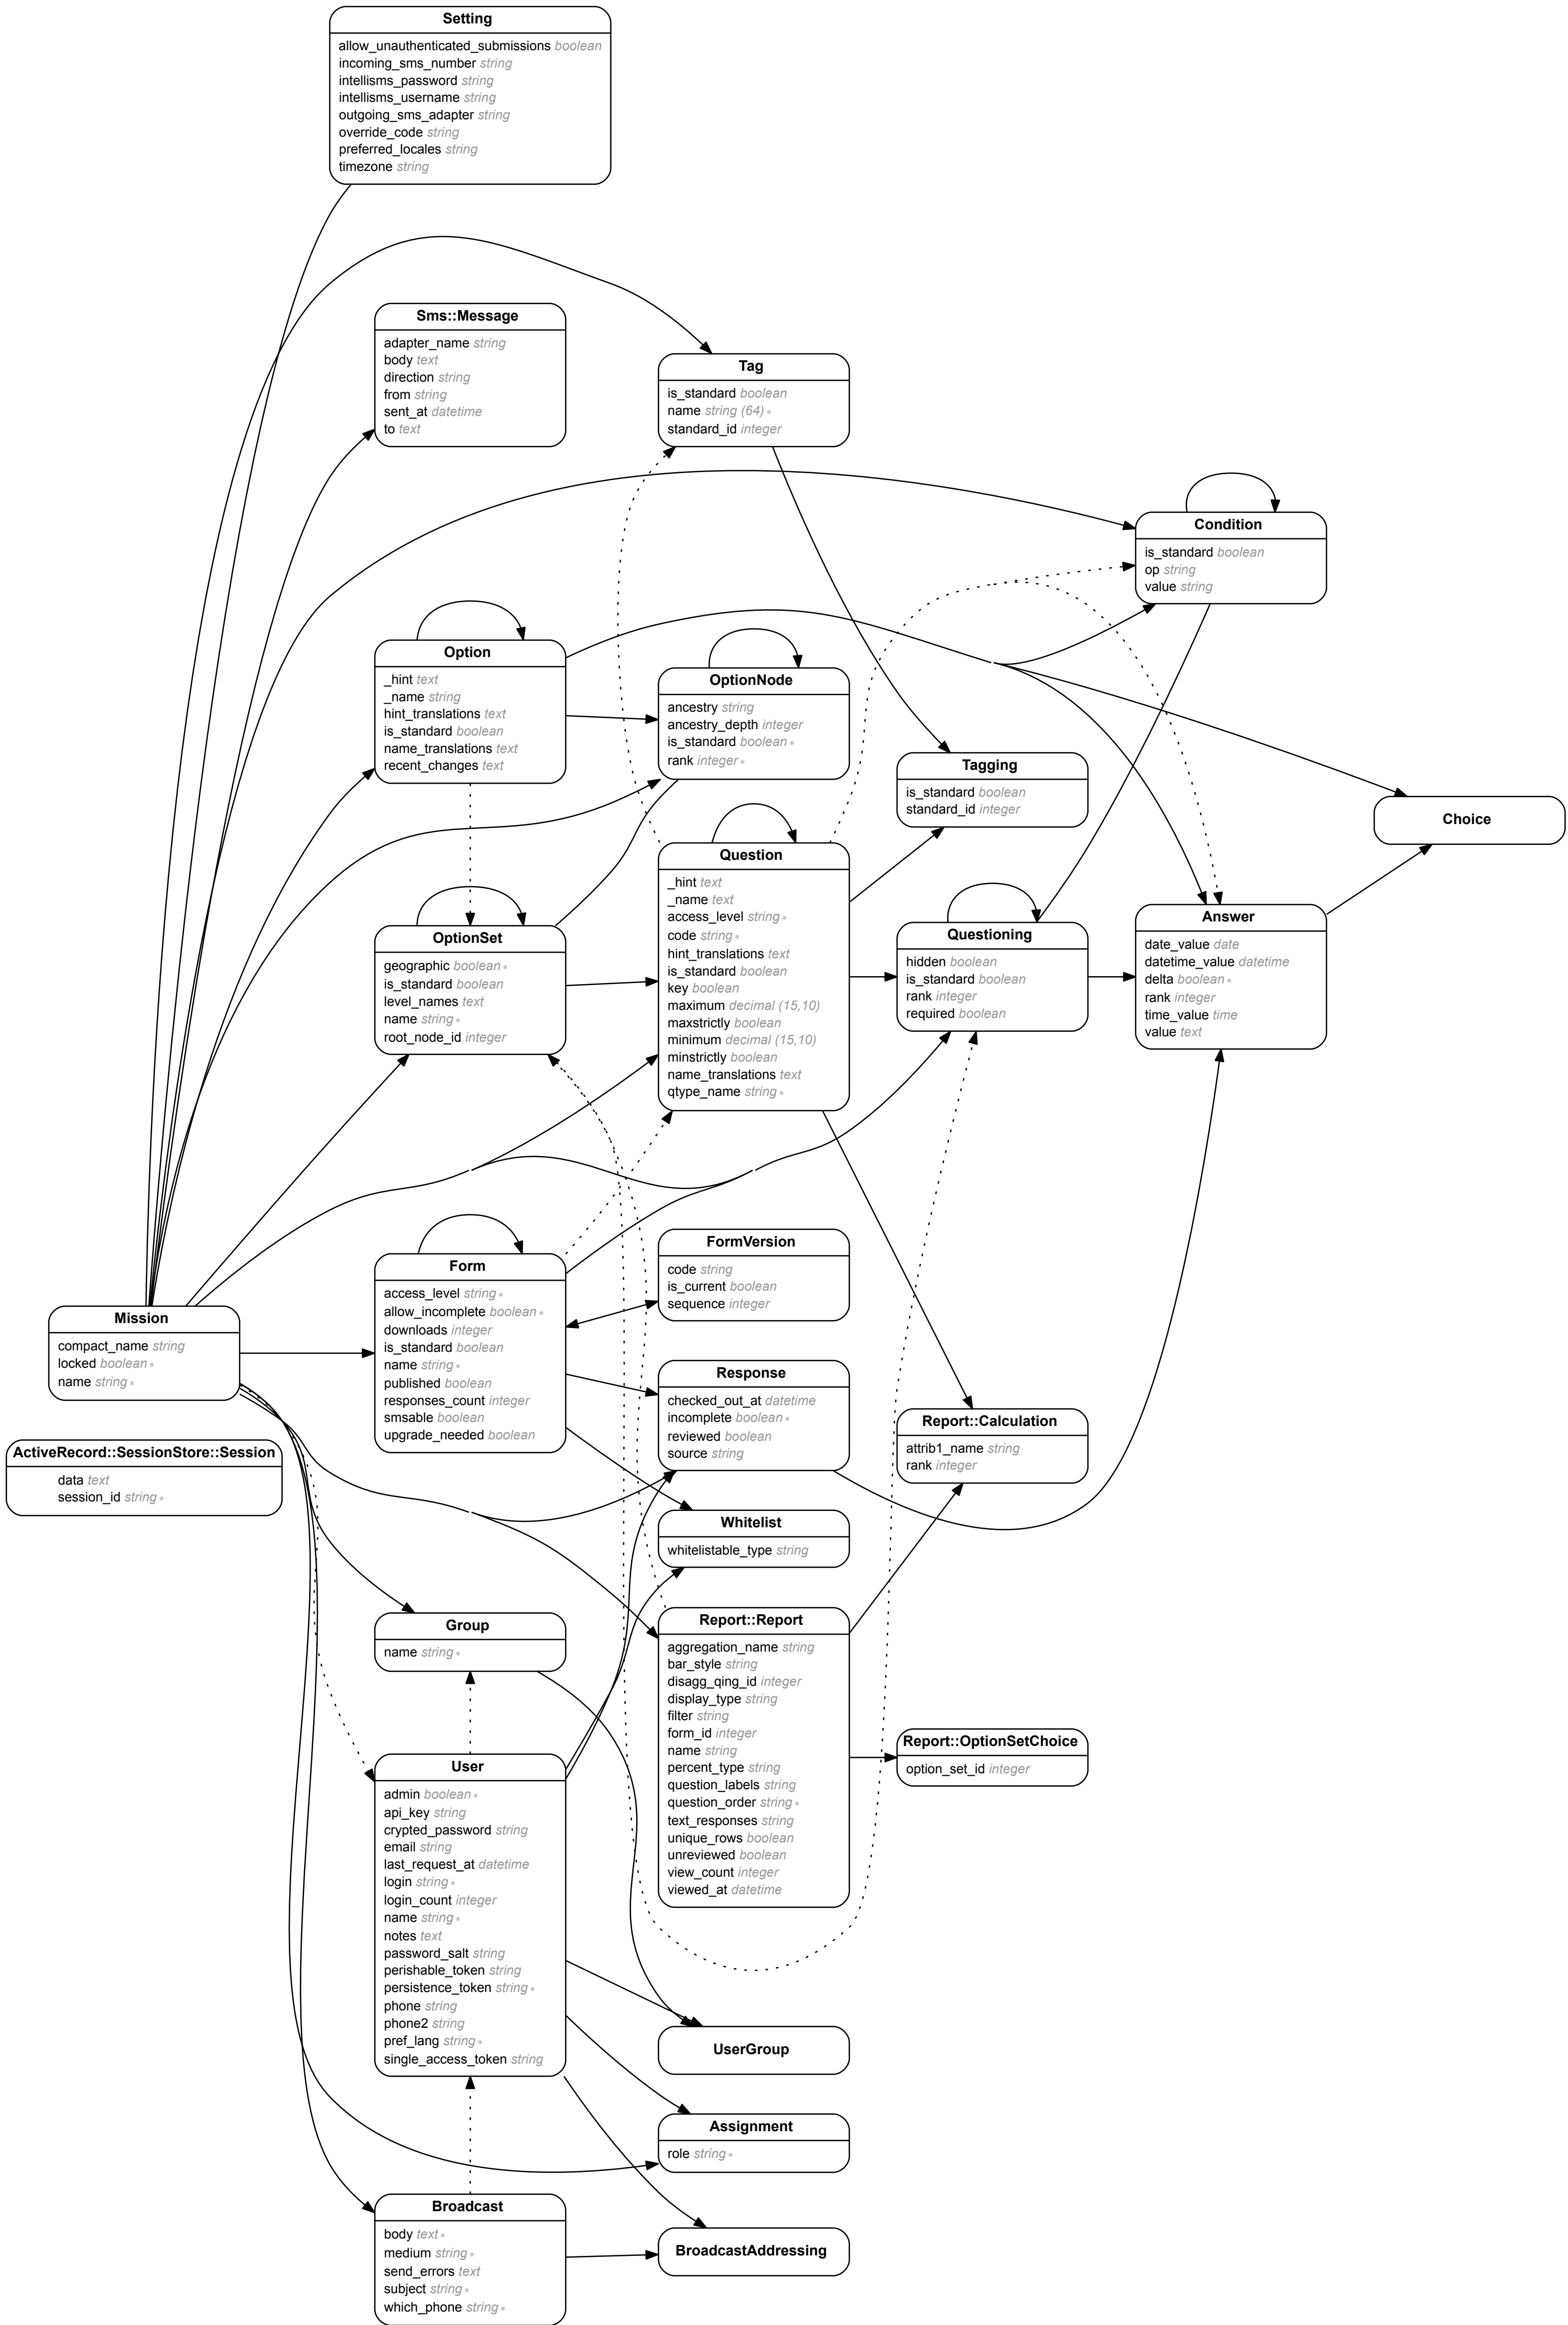 Setting
allow_unauthenticated_submissions boolean
incoming_sms_number string
intellisms_password string
intellisms_username string
outgoing_sms_adapter string
override_code string
preferred_locales string
timezone string
Sms::Message
adapter_name string
body text
direction string
from string
sent_at datetime
to text
Tag
is_standard boolean
name string (64) ∗
standard_id integer
Condition
is_standard boolean
op string
value string
Option
_hint text
_name string
hint_translations text
is_standard boolean
name_translations text
recent_changes text
OptionNode
ancestry string
ancestry_depth integer
is_standard boolean ∗
rank integer ∗
Tagging
is_standard boolean
standard_id integer
Choice
Question
_hint text
_name text
access_level string ∗
code string ∗
hint_translations text
is_standard boolean
key boolean
maximum decimal (15,10)
maxstrictly boolean
minimum decimal (15,10)
minstrictly boolean
name_translations text
qtype_name string ∗
OptionSet
geographic boolean ∗
is_standard boolean
level_names text
name string ∗
root_node_id integer
Questioning
hidden boolean
is_standard boolean
rank integer
required boolean
Answer
date_value date
datetime_value datetime
delta boolean ∗
rank integer
time_value time
value text
Form
access_level string ∗
allow_incomplete boolean ∗
downloads integer
is_standard boolean
name string ∗
published boolean
responses_count integer
smsable boolean
upgrade_needed boolean
FormVersion
code string
is_current boolean
sequence integer
Mission
compact_name string
locked boolean ∗
name string ∗
Response
checked_out_at datetime
incomplete boolean ∗
reviewed boolean
source string
Report::Calculation
attrib1_name string
rank integer
ActiveRecord::SessionStore::Session
data text
session_id string ∗
Whitelist
whitelistable_type string
Group
name string ∗
Report::Report
aggregation_name string
bar_style string
disagg_qing_id integer
display_type string
filter string
form_id integer
name string
percent_type string
question_labels string
question_order string ∗
text_responses string
unique_rows boolean
unreviewed boolean
view_count integer
viewed_at datetime
Report::OptionSetChoice
option_set_id integer
User
admin boolean ∗
api_key string
crypted_password string
email string
last_request_at datetime
login string ∗
login_count integer
name string ∗
notes text
password_salt string
perishable_token string
persistence_token string ∗
phone string
phone2 string
pref_lang string ∗
single_access_token string
UserGroup
Assignment
role string ∗
Broadcast
body text ∗
medium string ∗
send_errors text
subject string ∗
which_phone string ∗
BroadcastAddressing